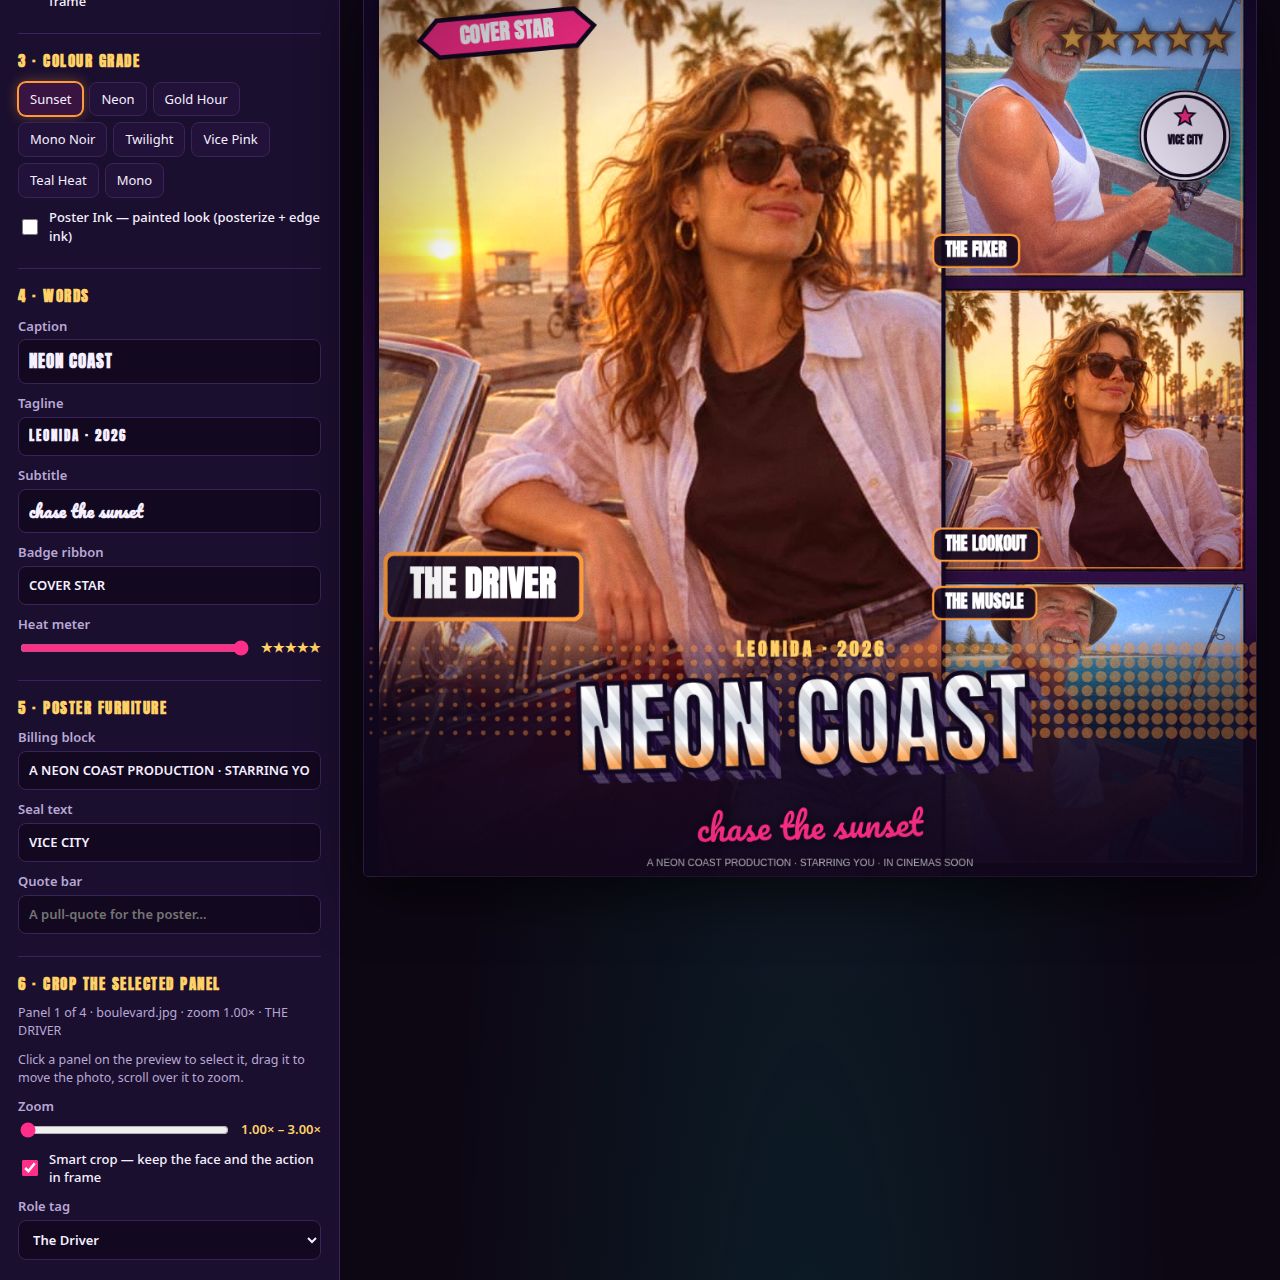 frame
3 · COLOUR GRADE
Sunset
Neon
Gold Hour
Mono Noir
Twilight
Vice Pink
Teal Heat
Mono
Poster Ink — painted look (posterize + edge
ink)
4 · WORDS
Caption
NEON COAST
Tagline
LEONIDA · 2026
Subtitle
chase the sunset
Badge ribbon
COVER STAR
Heat meter
★★★★★
5 · POSTER FURNITURE
Billing block
A NEON COAST PRODUCTION · STARRING YO
Seal text
VICE CITY
Quote bar
A pull-quote for the poster...
6 · CROP THE SELECTED PANEL
Panel 1 of 4 · boulevard.jpg · zoom 1.00× · THE
DRIVER
Click a panel on the preview to select it, drag it to
move the photo, scroll over it to zoom.
Zoom
1.00× – 3.00×
Smart crop — keep the face and the action
in frame
Role tag
The Driver
COVER STAR
VICE CITY
THE FIXER
THE LOOKOUT
THE DRIVER
THE MUSCLE
LEONIDA · 2026
NEON COAST
chase the sunset
A NEON COAST PRODUCTION · STARRING YOU · IN CINEMAS SOON